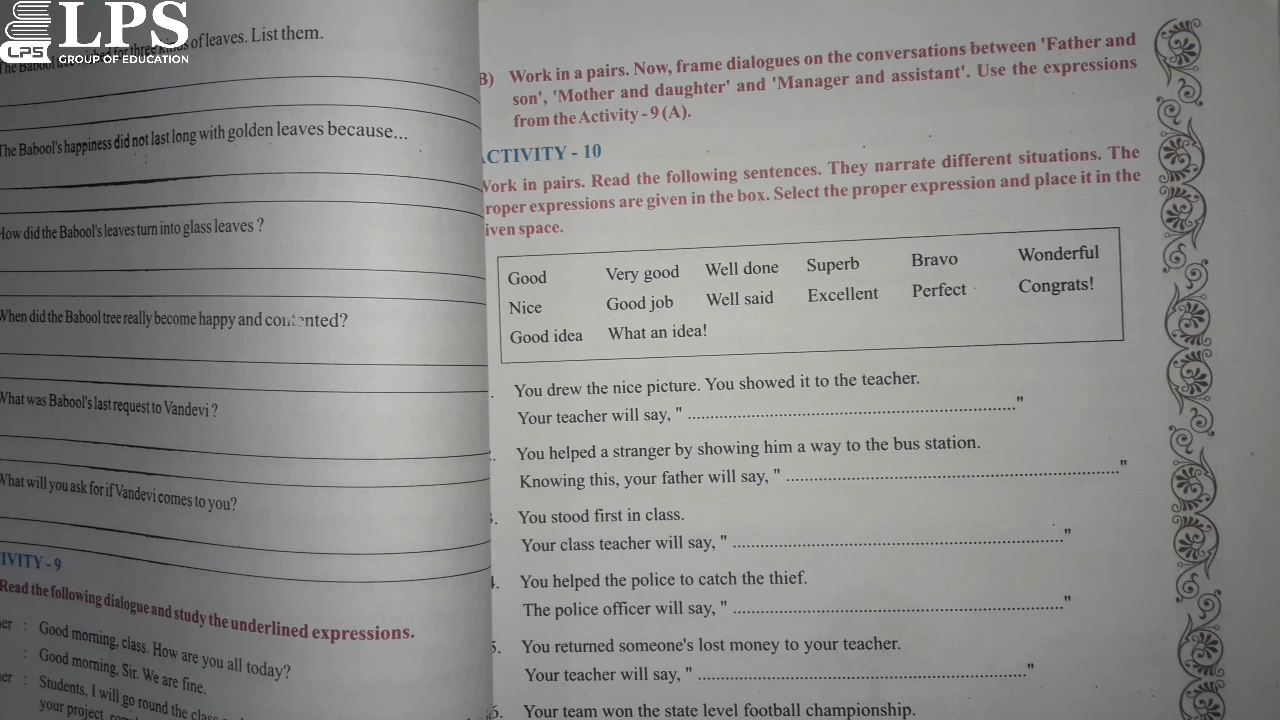 LPS
LPS
GROUP OF EDUCATION
of leaves. List them.
The Babool's happiness did not last long with golden leaves because...
How did the Babool's leaves turn into glass leaves ?
When did the Babool tree really become happy and contented?
What was Babool's last request to Vandevi ?
What will you ask for if Vandevi comes to you?
IVITY - 9
Read the following dialogue and study the underlined expressions.
er : Good morning, class. How are you all today?
: Good morning, Sir. We are fine.
er : Students, I will go round the class
your project
B) Work in a pairs. Now, frame dialogues on the conversations between 'Father and
son', 'Mother and daughter' and 'Manager and assistant'. Use the expressions
from the Activity - 9 (A).
CTIVITY - 10
Work in pairs. Read the following sentences. They narrate different situations. The
roper expressions are given in the box. Select the proper expression and place it in the
iven space.
Good Very good Well done Superb Bravo Wonderful
Nice Good job Well said Excellent Perfect Congrats!
Good idea What an idea!
You drew the nice picture. You showed it to the teacher.
Your teacher will say, " .................................................."
You helped a stranger by showing him a way to the bus station.
Knowing this, your father will say, " .................................................."
You stood first in class.
Your class teacher will say, " .................................................."
4. You helped the police to catch the thief.
The police officer will say, " .................................................."
5. You returned someone's lost money to your teacher.
Your teacher will say, " .................................................."
6. Your team won the state level football championship.